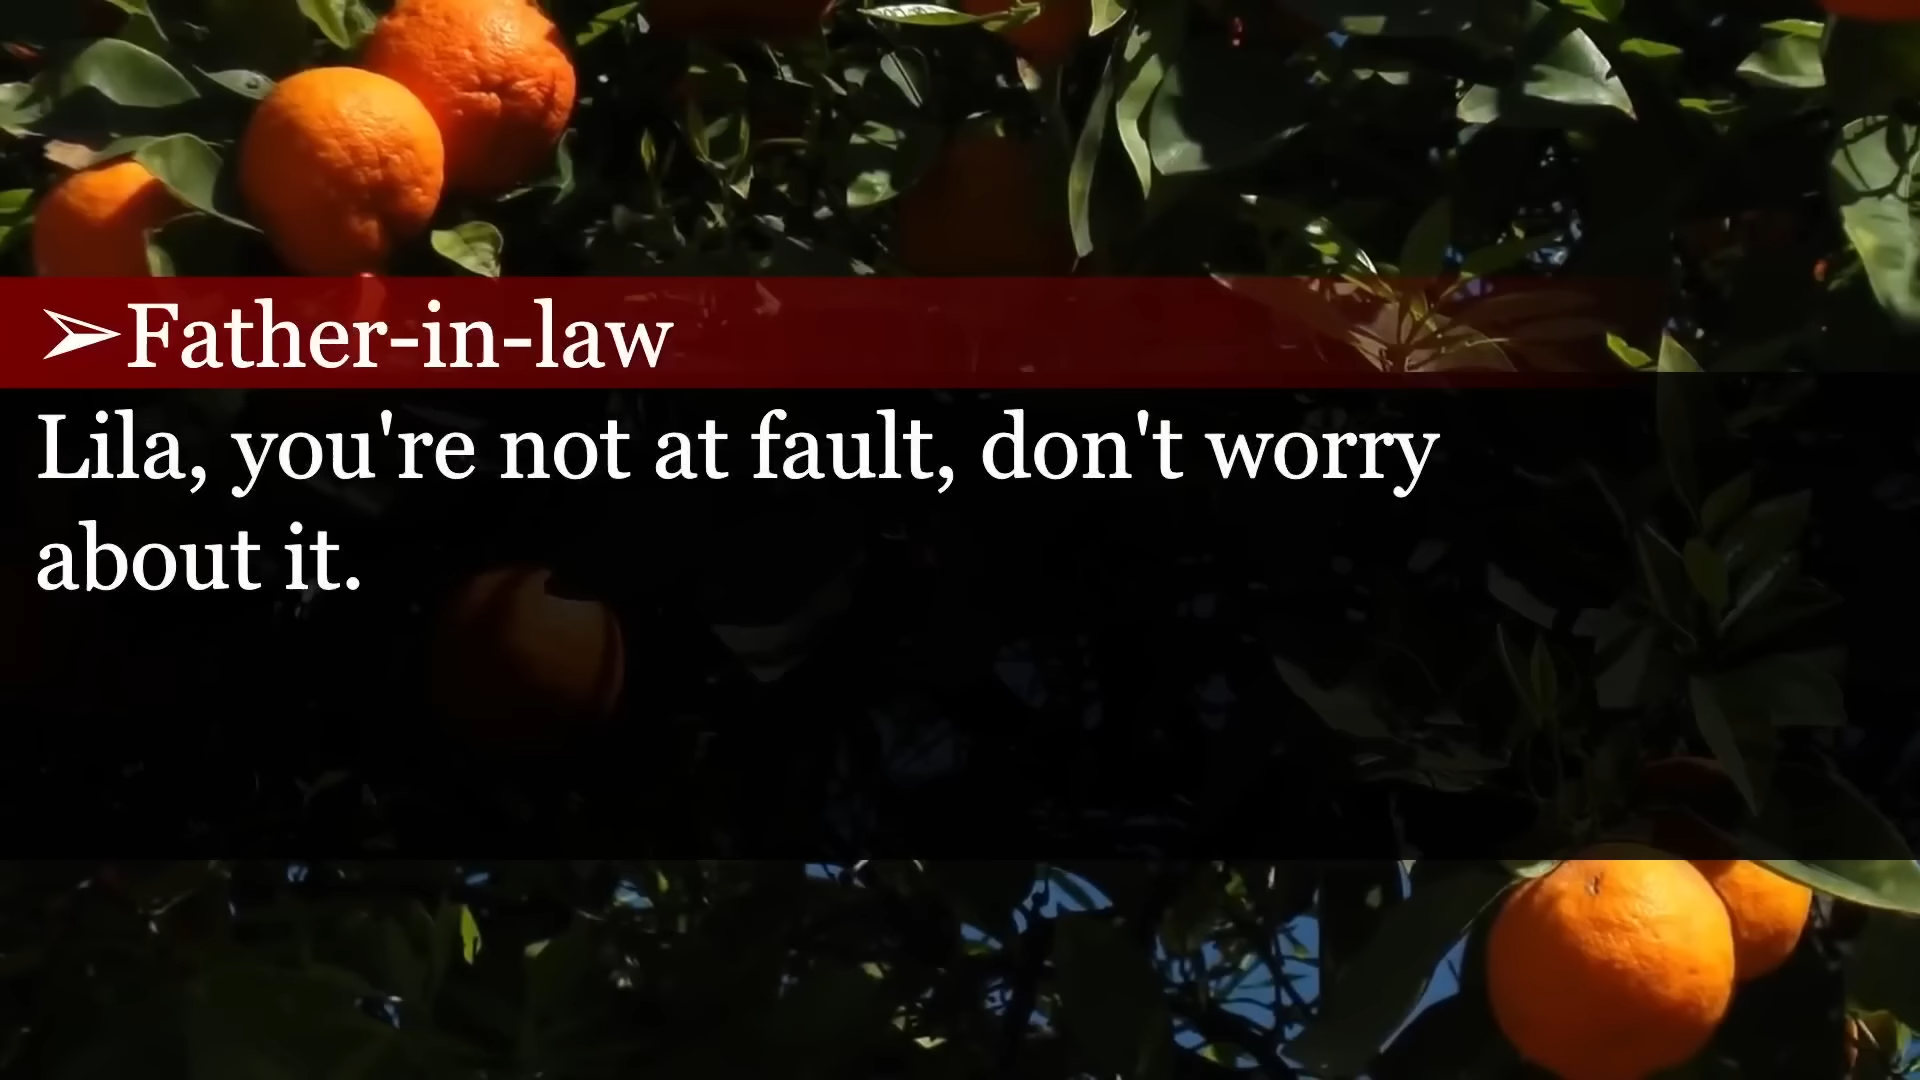 ➢Father-in-law
Lila, you're not at fault, don't worry
about it.